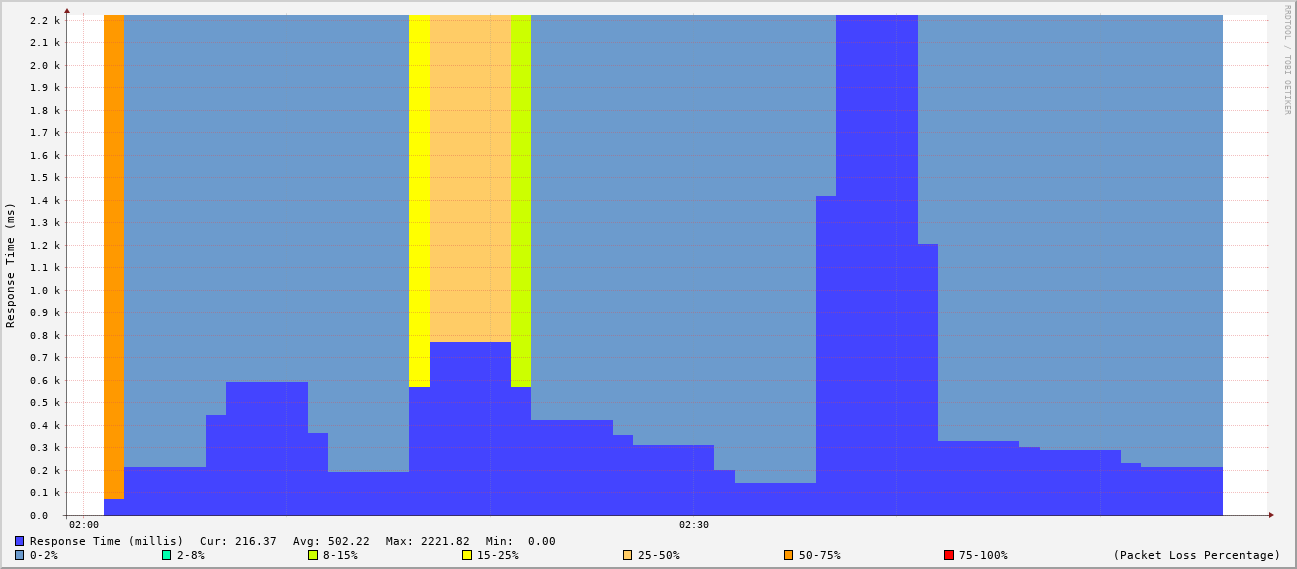 2.2 k
2.1 k
2.0 k
1.9 k
1.8 k
1.7 k
1.6 k
1.5 k
1.4 k
1.3 k
1.2 k
1.1 k
1.0 k
0.9 k
0.8 k
0.7 k
0.6 k
0.5 k
0.4 k
0.3 k
0.2 k
0.1 k
0.0
Response Time (ms)
RRDTOOL / TOBI OETIKER
02:00 02:30
Response Time (millis) Cur: 216.37 Avg: 502.22 Max: 2221.82 Min: 0.00
0-2% 2-8% 8-15% 15-25% 25-50% 50-75% 75-100% (Packet Loss Percentage)